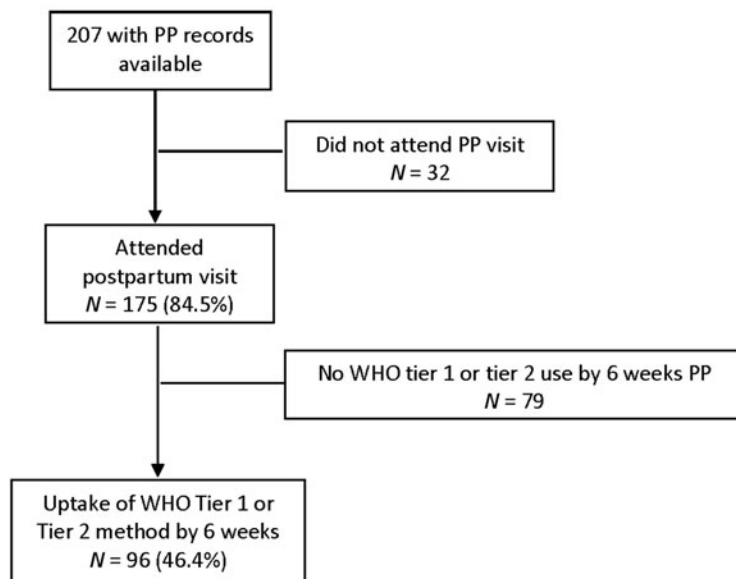 207 with PP records
available
Did not attend PP visit
N = 32
Attended
postpartum visit
N = 175 (84.5%)
No WHO tier 1 or tier 2 use by 6 weeks PP
N = 79
Uptake of WHO Tier 1 or
Tier 2 method by 6 weeks
N = 96 (46.4%)